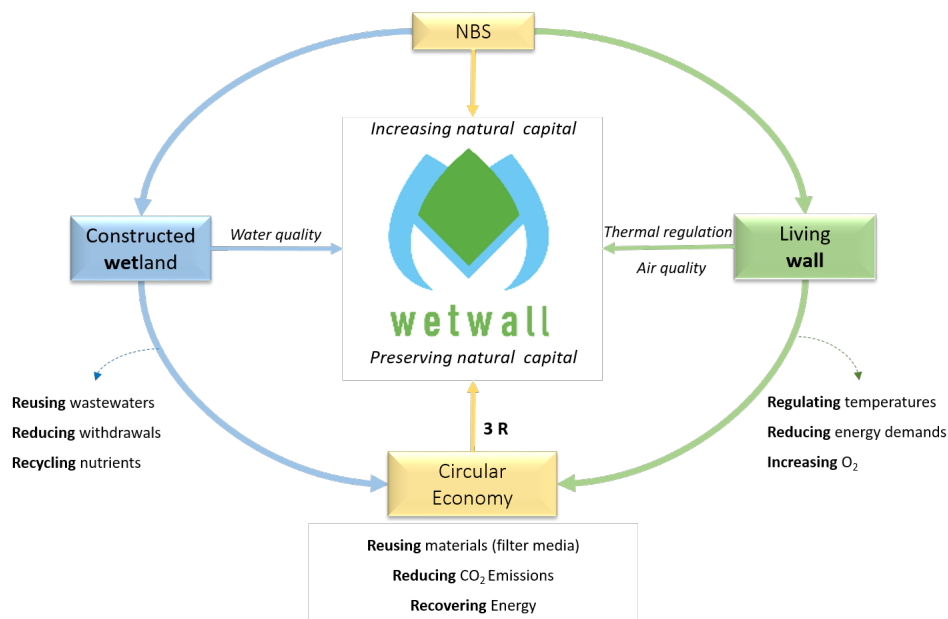 NBS
Increasing natural capital
Constructed
wetland
Water quality
Thermal regulation
Air quality
Living
wall
wetwall
Preserving natural capital
Reusing wastewaters
Reducing withdrawals
Recycling nutrients
3 R
Regulating temperatures
Reducing energy demands
Increasing O₂
Circular
Economy
Reusing materials (filter media)
Reducing CO₂ Emissions
Recovering Energy